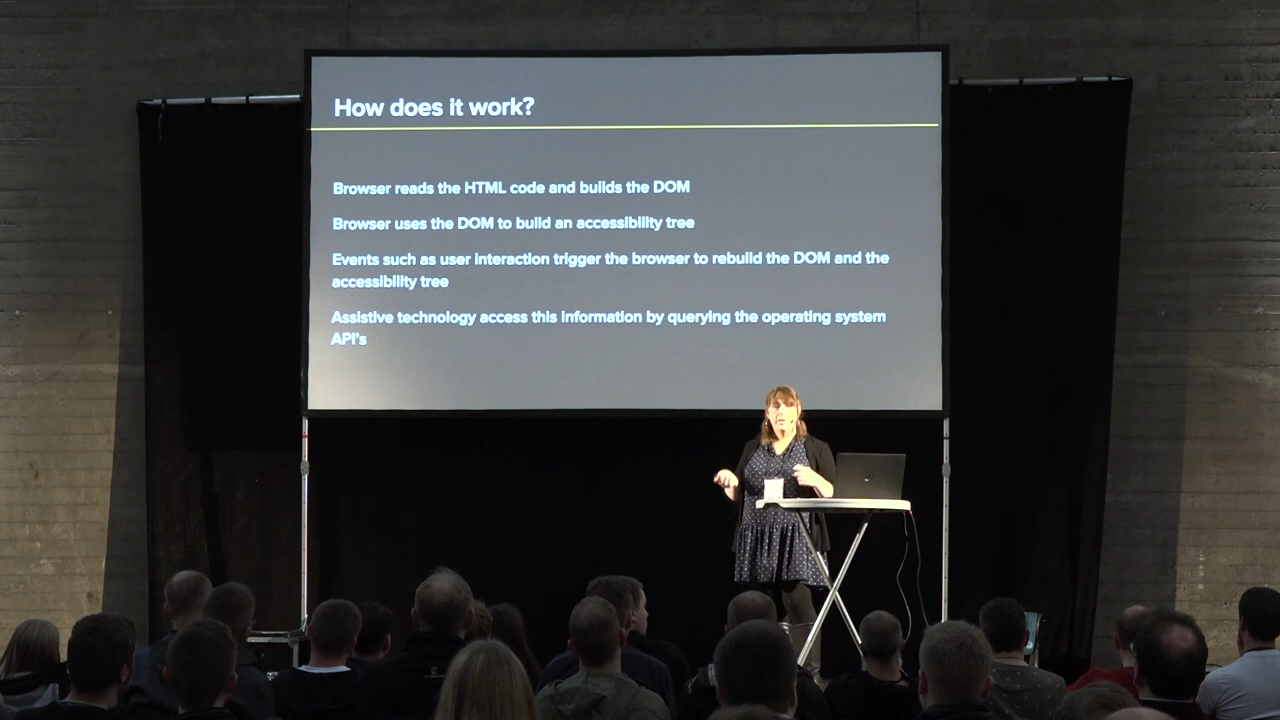 How does it work?
Browser reads the HTML code and builds the DOM
Browser uses the DOM to build an accessibility tree
Events such as user interaction trigger the browser to rebuild the DOM and the
accessibility tree
Assistive technology access this information by querying the operating system
API's